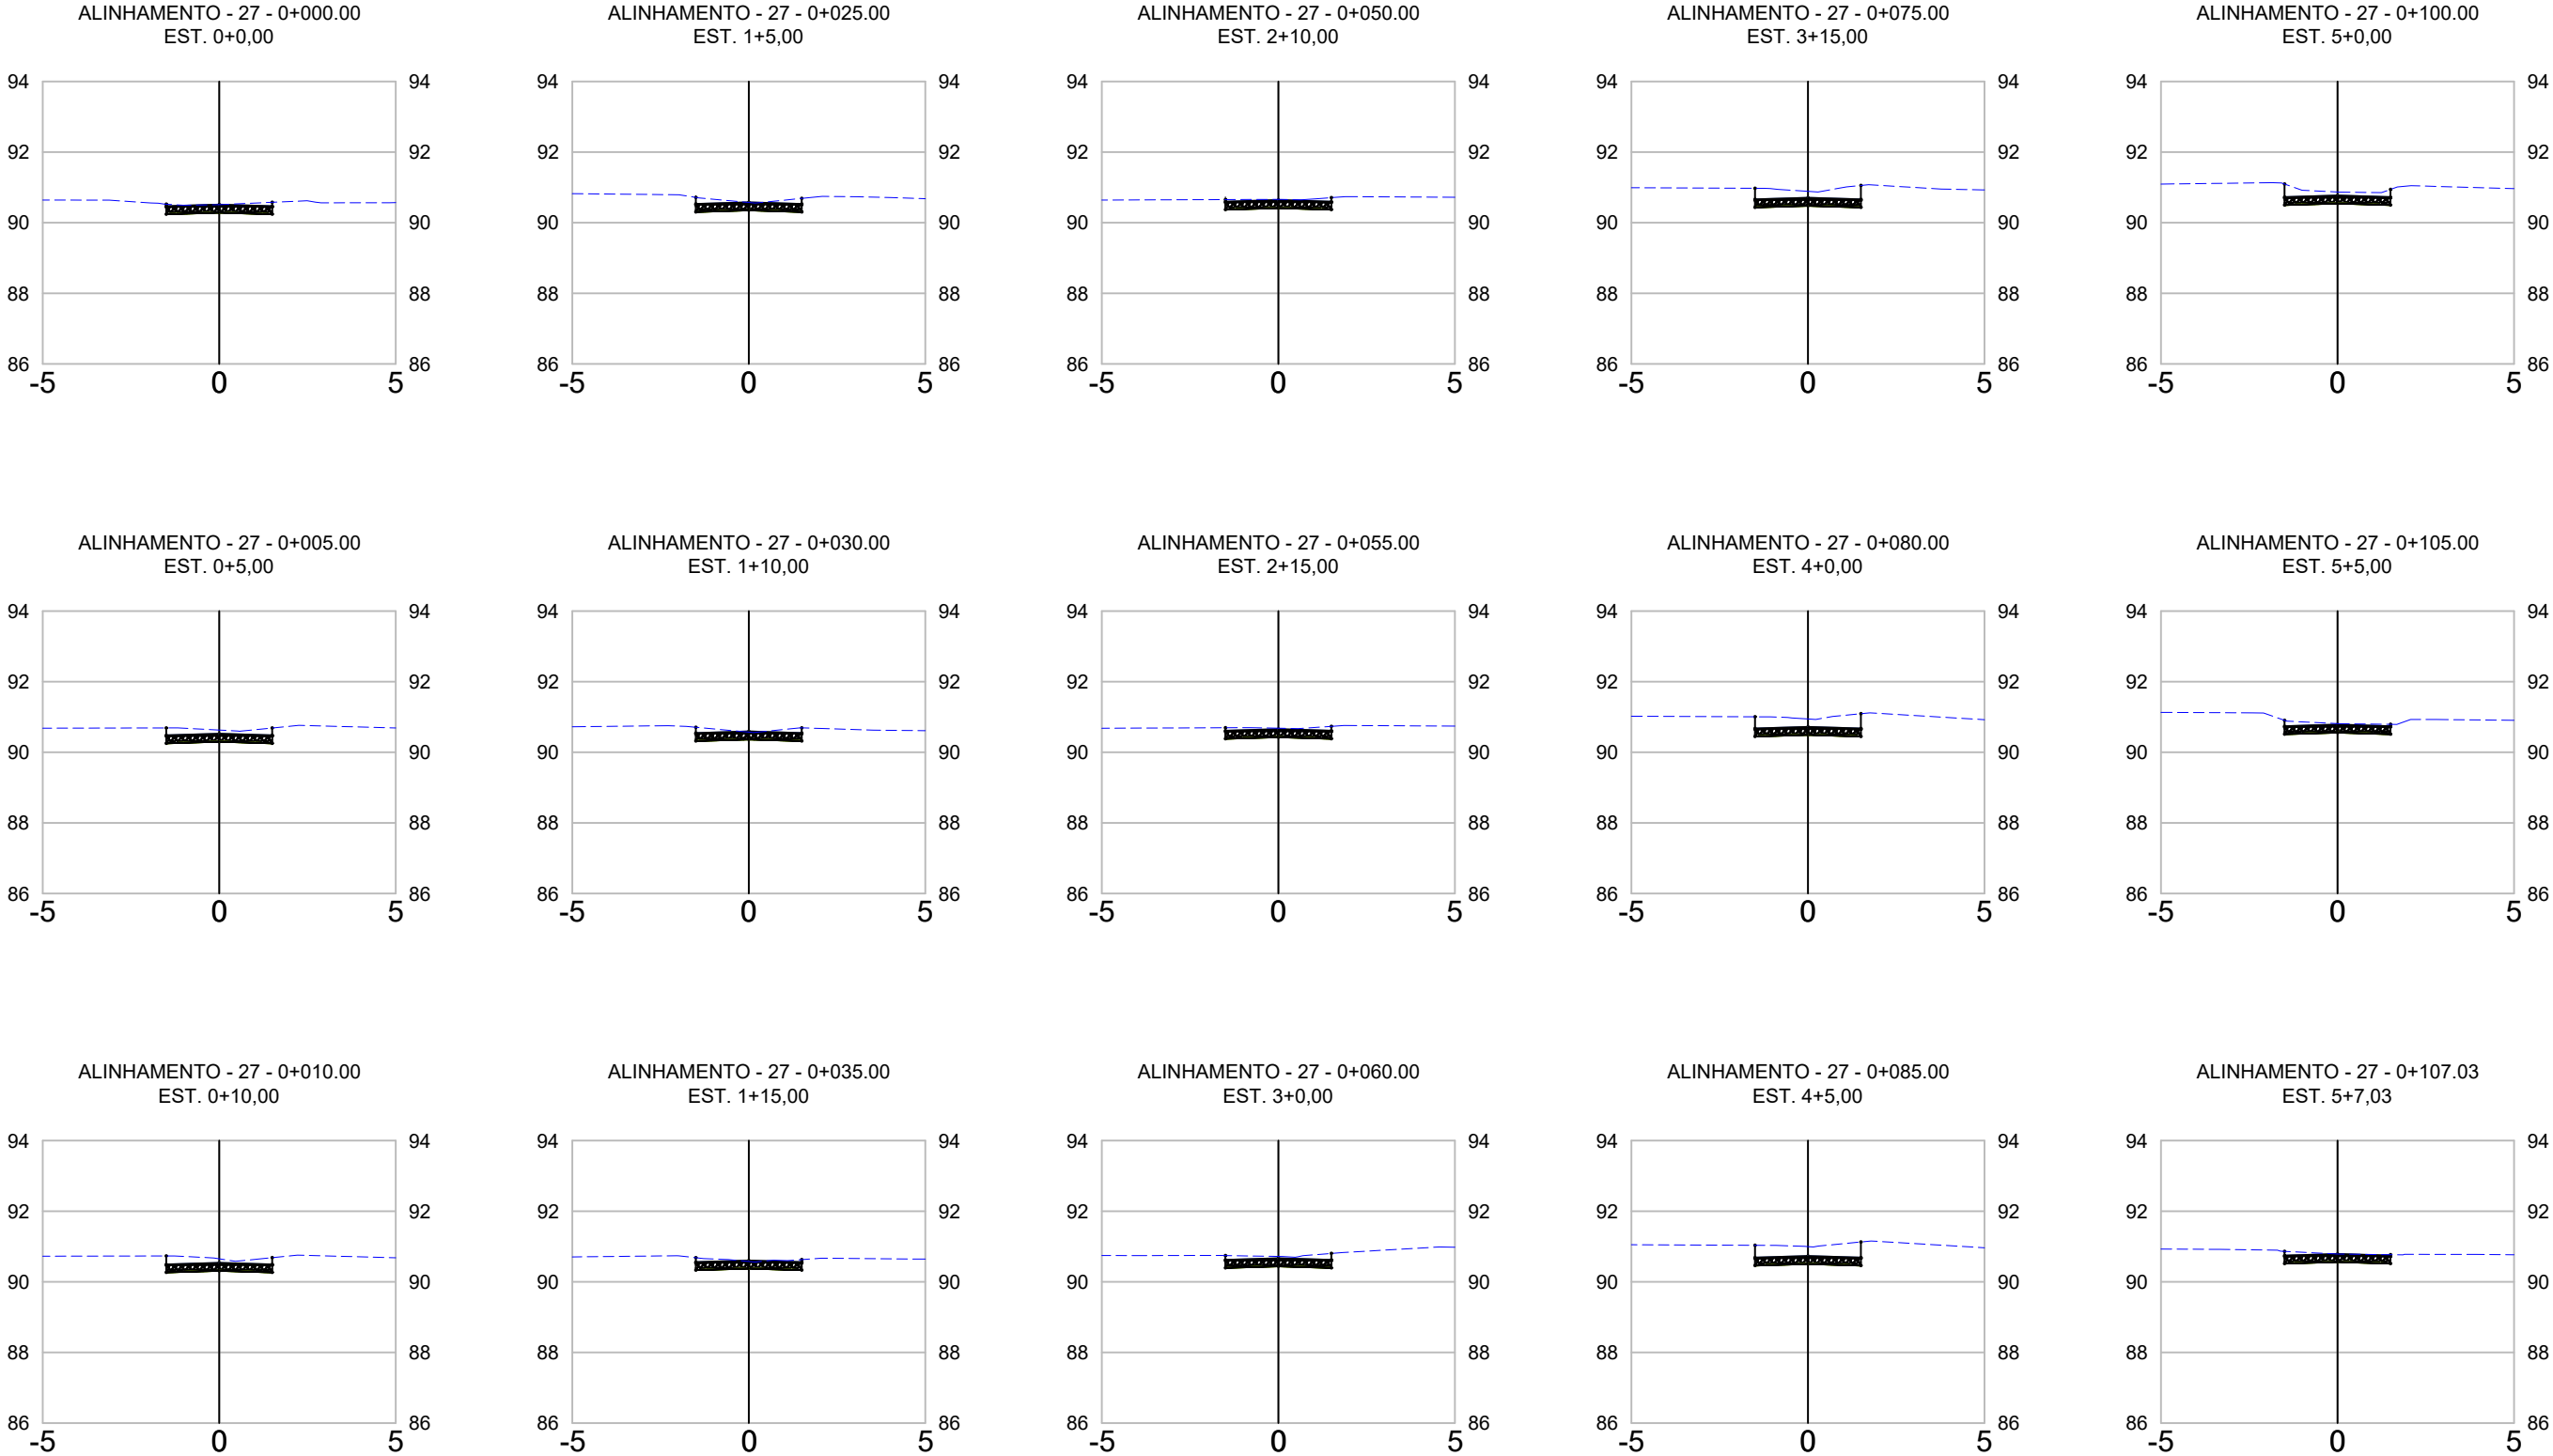 ALINHAMENTO - 27 - 0+000.00
EST. 0+0,00
94 94
92 92
90 90
88 88
86 86
-5 0 5
ALINHAMENTO - 27 - 0+025.00
EST. 1+5,00
94 94
92 92
90 90
88 88
86 86
-5 0 5
ALINHAMENTO - 27 - 0+050.00
EST. 2+10,00
94 94
92 92
90 90
88 88
86 86
-5 0 5
ALINHAMENTO - 27 - 0+075.00
EST. 3+15,00
94 94
92 92
90 90
88 88
86 86
-5 0 5
ALINHAMENTO - 27 - 0+100.00
EST. 5+0,00
94 94
92 92
90 90
88 88
86 86
-5 0 5
ALINHAMENTO - 27 - 0+005.00
EST. 0+5,00
94 94
92 92
90 90
88 88
86 86
-5 0 5
ALINHAMENTO - 27 - 0+030.00
EST. 1+10,00
94 94
92 92
90 90
88 88
86 86
-5 0 5
ALINHAMENTO - 27 - 0+055.00
EST. 2+15,00
94 94
92 92
90 90
88 88
86 86
-5 0 5
ALINHAMENTO - 27 - 0+080.00
EST. 4+0,00
94 94
92 92
90 90
88 88
86 86
-5 0 5
ALINHAMENTO - 27 - 0+105.00
EST. 5+5,00
94 94
92 92
90 90
88 88
86 86
-5 0 5
ALINHAMENTO - 27 - 0+010.00
EST. 0+10,00
94 94
92 92
90 90
88 88
86 86
-5 0 5
ALINHAMENTO - 27 - 0+035.00
EST. 1+15,00
94 94
92 92
90 90
88 88
86 86
-5 0 5
ALINHAMENTO - 27 - 0+060.00
EST. 3+0,00
94 94
92 92
90 90
88 88
86 86
-5 0 5
ALINHAMENTO - 27 - 0+085.00
EST. 4+5,00
94 94
92 92
90 90
88 88
86 86
-5 0 5
ALINHAMENTO - 27 - 0+107.03
EST. 5+7,03
94 94
92 92
90 90
88 88
86 86
-5 0 5